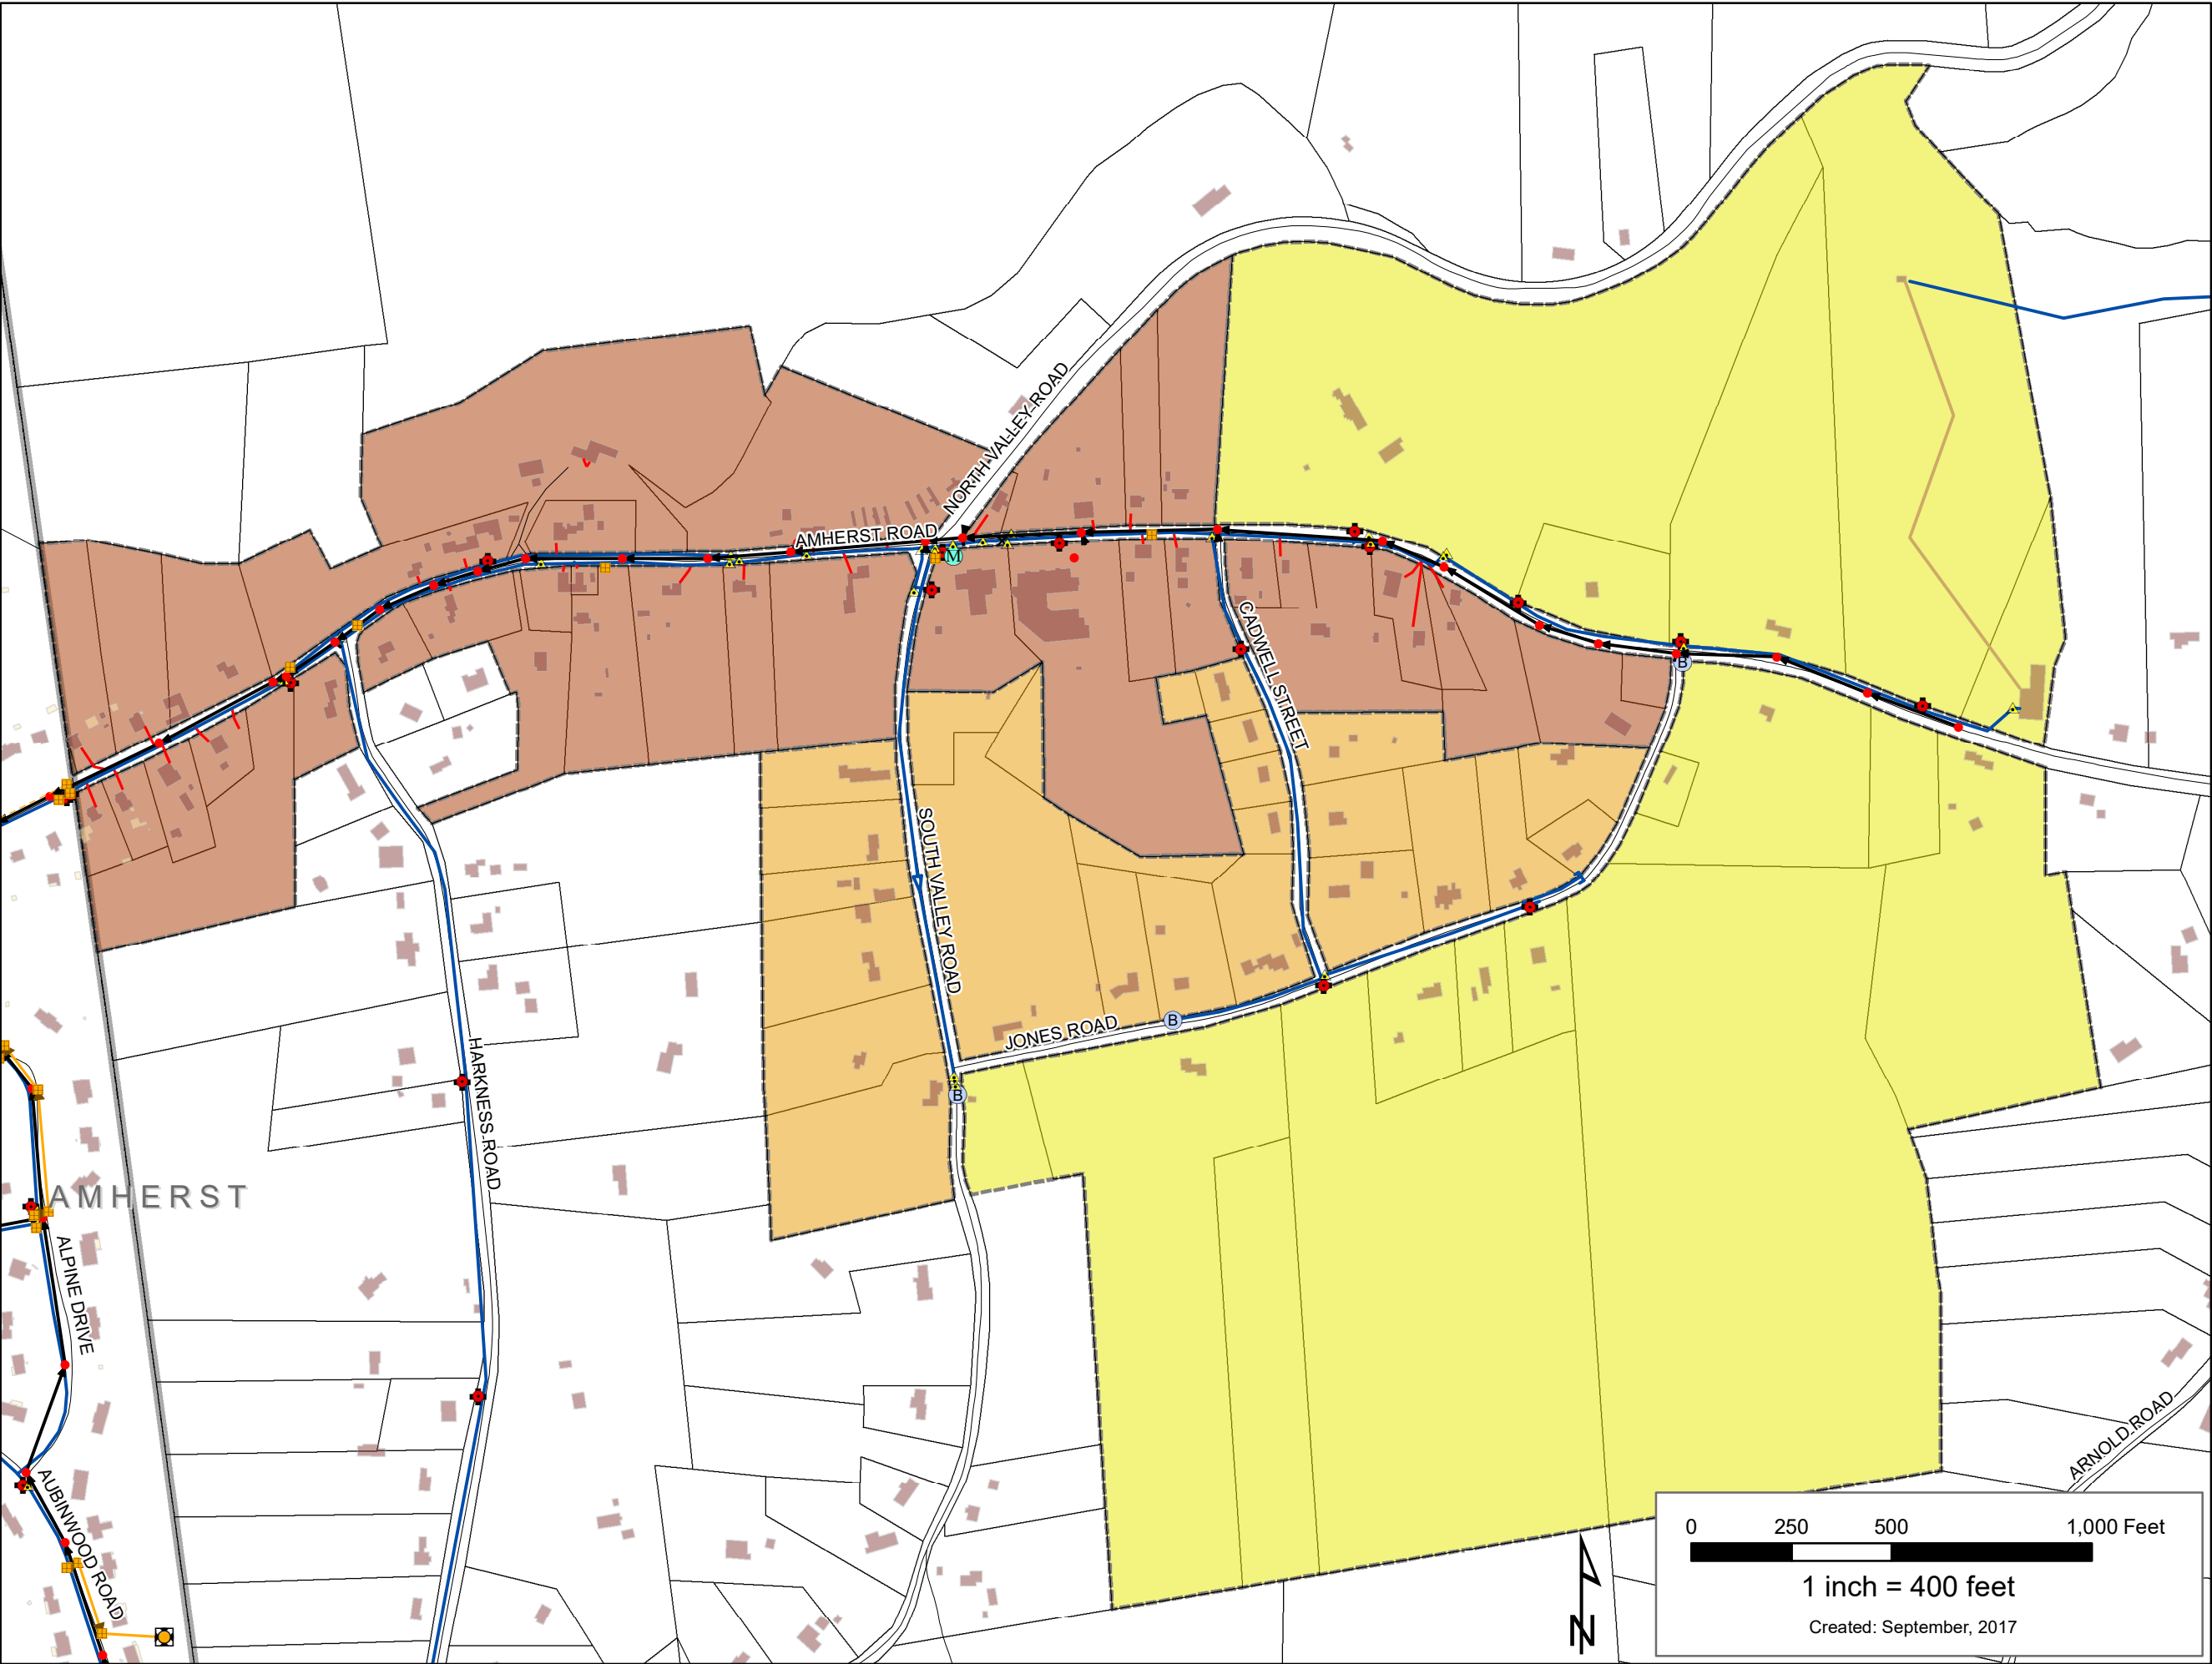 NORTH VALLEY ROAD
AMHERST ROAD
M
CADWELL STREET
B
SOUTH VALLEY ROAD
JONES ROAD
B
B
HARKNESS ROAD
AMHERST
ALPINE DRIVE
AUBINWOOD ROAD
ARNOLD ROAD
0 250 500 1,000 Feet
1 inch = 400 feet
Created: September, 2017
N